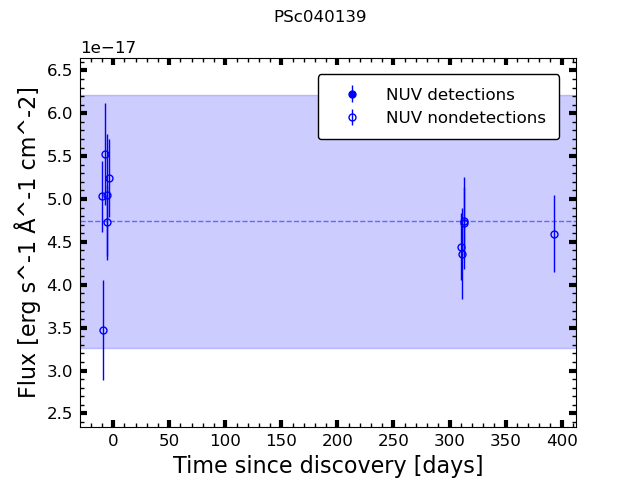 PSc040139
1e−17
6.5
6.0
5.5
5.0
4.5
4.0
3.5
3.0
2.5
Flux [erg s^-1 Å^-1 cm^-2]
NUV detections
NUV nondetections
0 50 100 150 200 250 300 350 400
Time since discovery [days]